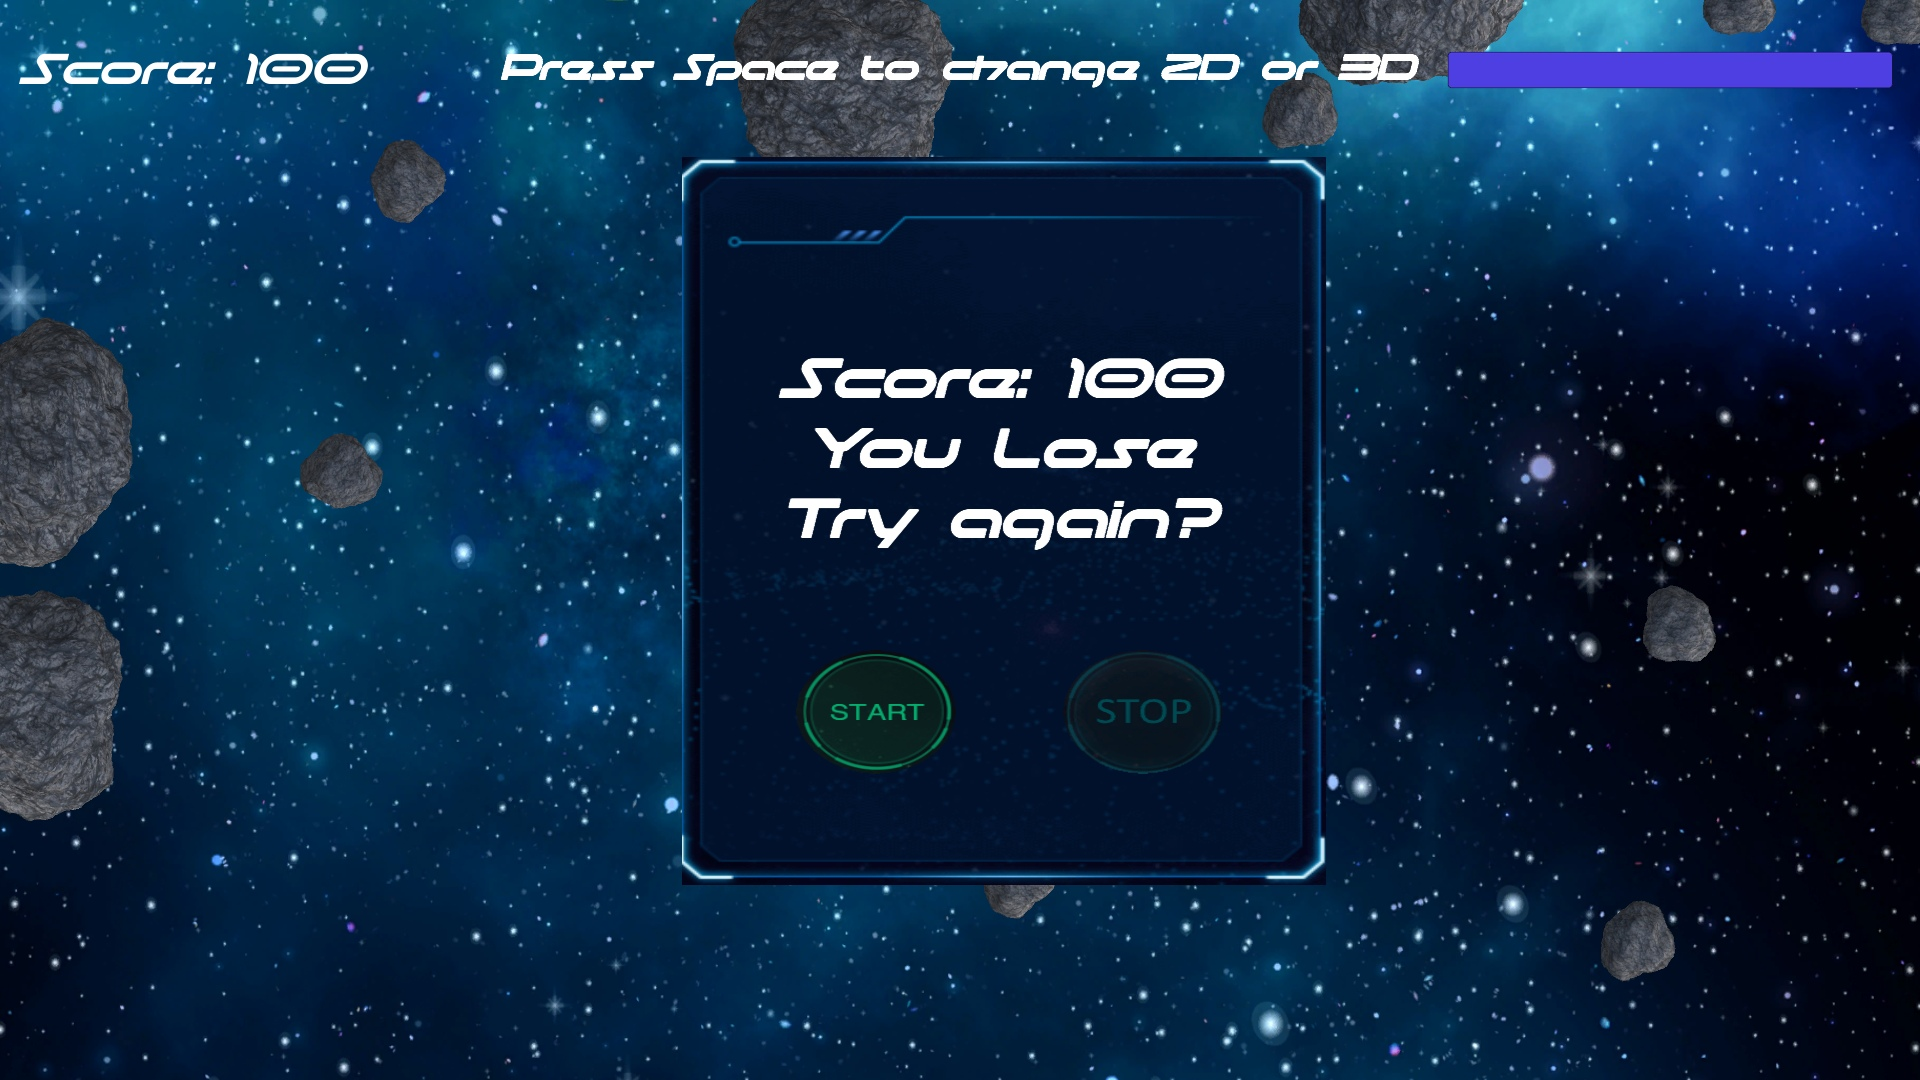 Score: 100
Press Space to change 2D or 3D
Score: 100
You Lose
Try again?
START
STOP